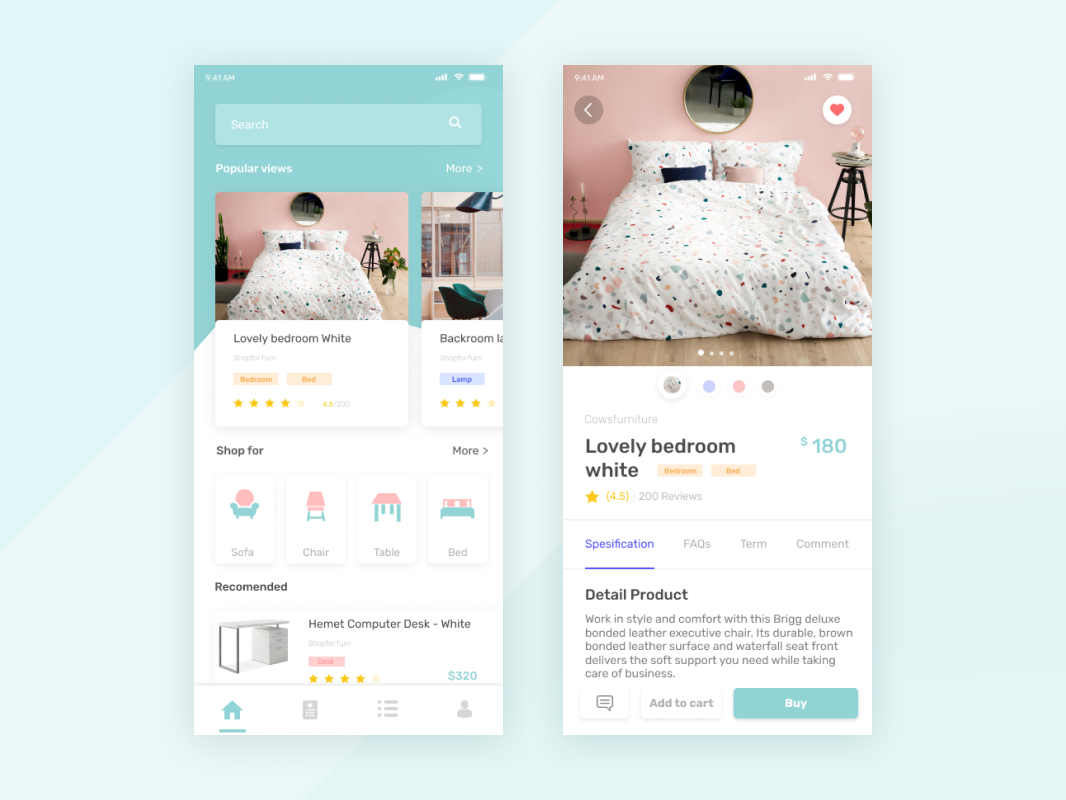 9:41 AM
Search
Popular views
More >
Lovely bedroom White
Shopfor furn
Bedroom
Bed
4.5/200
Backroom la
Shopfor furn
Lamp
Shop for
More >
Sofa
Chair
Table
Bed
Recomended
Hemet Computer Desk - White
Shopfor furn
Desk
$320
9:41 AM
Cowsfurniture
Lovely bedroom
white
Bedroom
Bed
$ 180
(4.5)
200 Reviews
Spesification
FAQs
Term
Comment
Detail Product
Work in style and comfort with this Brigg deluxe
bonded leather executive chair. Its durable, brown
bonded leather surface and waterfall seat front
delivers the soft support you need while taking
care of business.
Add to cart
Buy